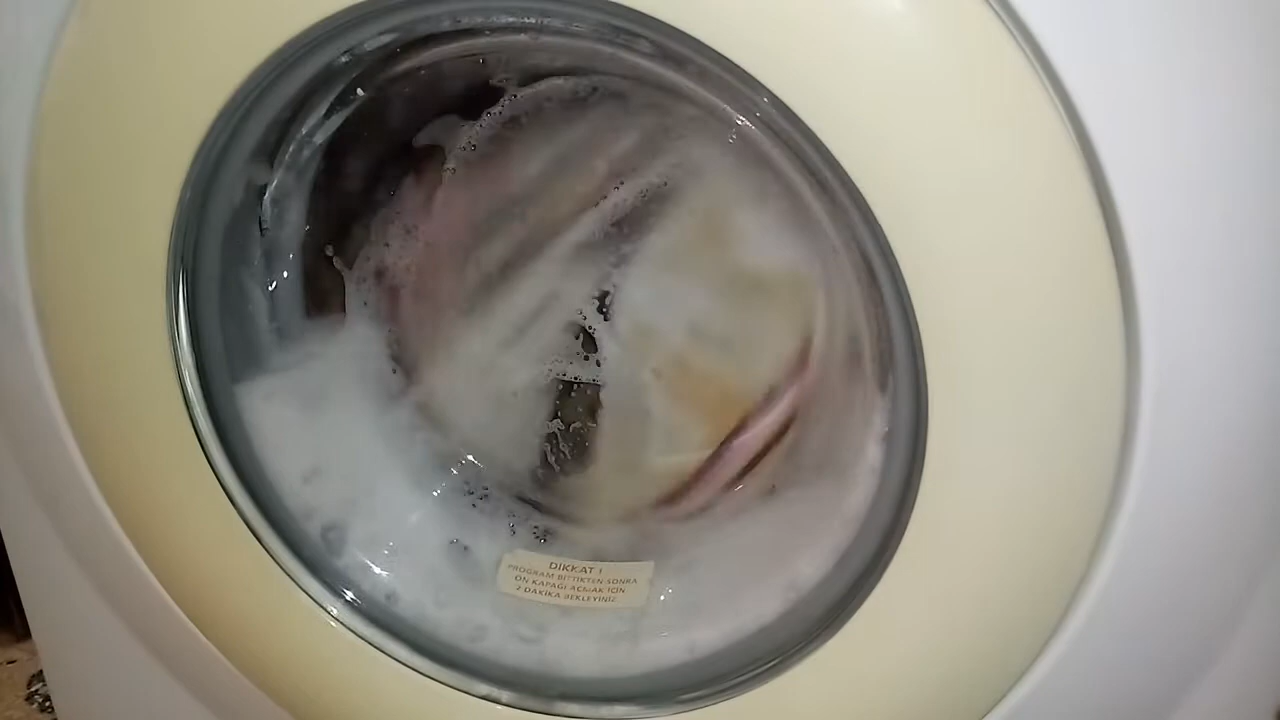 DİKKAT !
PROGRAM BİTTİKTEN SONRA
ÖN KAPAĞI AÇMAK İÇİN
2 DAKİKA BEKLEYİNİZ